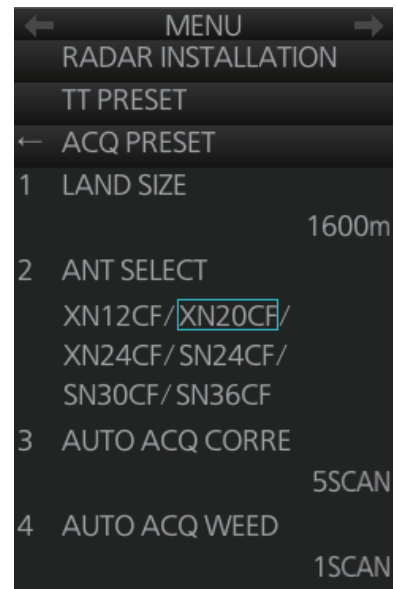 ← MENU →
RADAR INSTALLATION
TT PRESET
← ACQ PRESET
1 LAND SIZE
1600m
2 ANT SELECT
XN12CF/XN20CF/
XN24CF/SN24CF/
SN30CF/SN36CF
3 AUTO ACQ CORRE
5SCAN
4 AUTO ACQ WEED
1SCAN